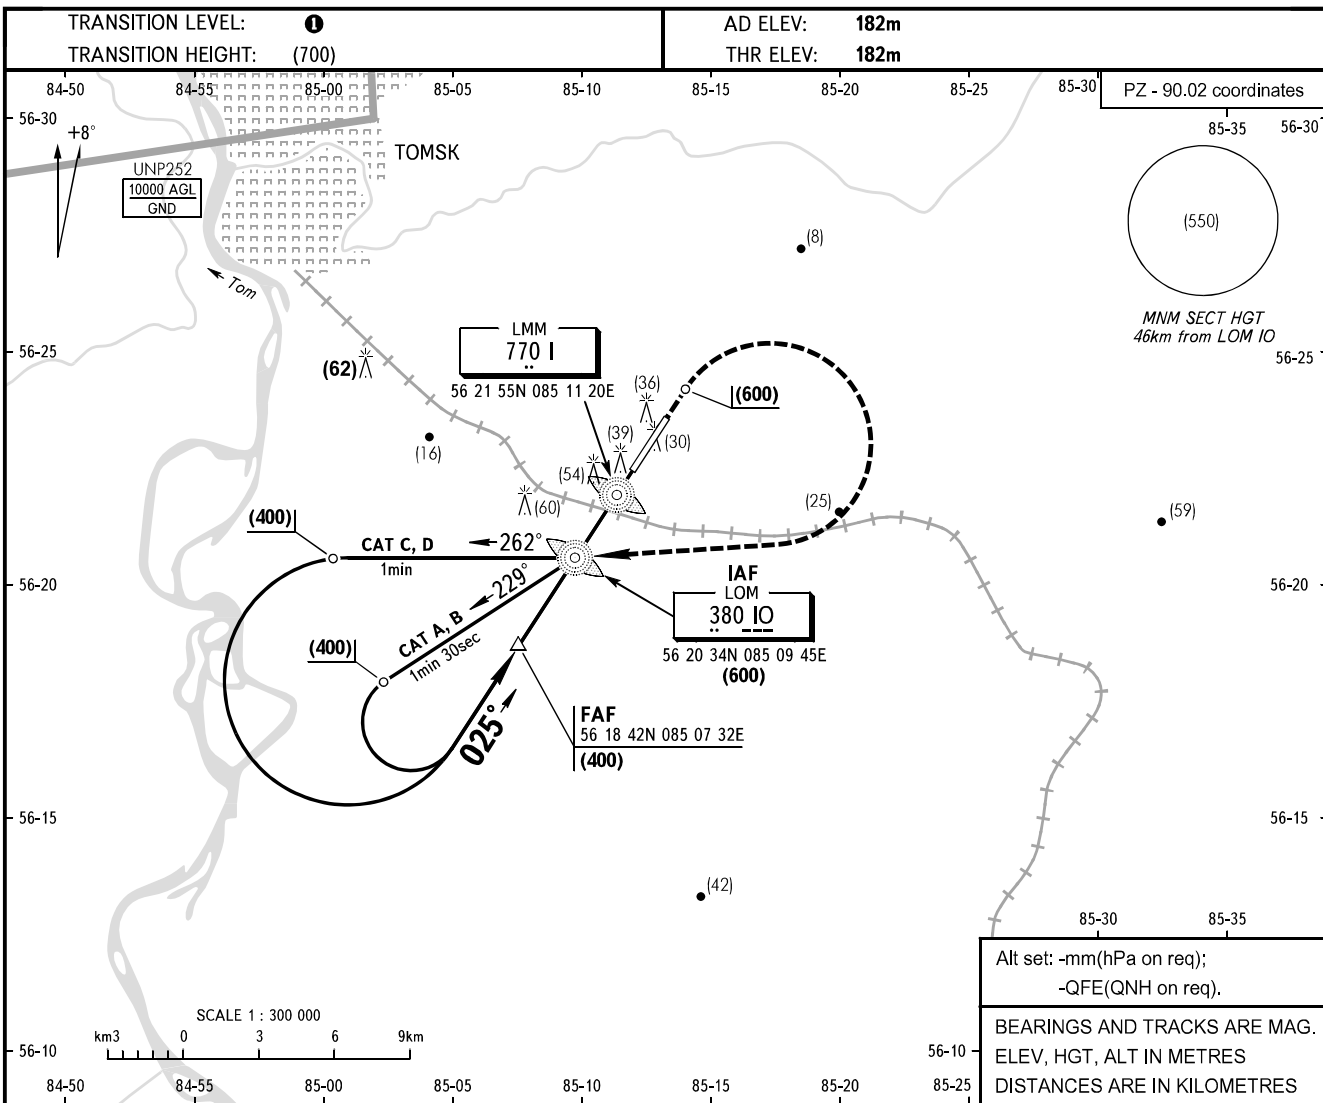 TRANSITION LEVEL: 1
TRANSITION HEIGHT: (700)
AD ELEV: 182m
THR ELEV: 182m
84-50 84-55 85-00 85-05 85-10 85-15 85-20 85-25 85-30
PZ - 90.02 coordinates
85-35
56-30 56-30
+8°
TOMSK
UNP252
10000 AGL
GND
(8)
(550)
Tom
MNM SECT HGT
46km from LOM IO
LMM
770 I
56 21 55N 085 11 20E
56-25 56-25
(62)
(36)
(600)
(39)
(30)
(16)
(54)
(60)
(25)
(59)
(400)
CAT C, D
262°
1min
56-20 56-20
229°
CAT A, B
1min 30sec
IAF
LOM
380 IO
56 20 34N 085 09 45E
(600)
(400)
025°
FAF
56 18 42N 085 07 32E
(400)
56-15 56-15
(42)
85-30 85-35
Alt set: -mm(hPa on req);
-QFE(QNH on req).
BEARINGS AND TRACKS ARE MAG.
ELEV, HGT, ALT IN METRES
DISTANCES ARE IN KILOMETRES
SCALE 1 : 300 000
km3 0 3 6 9km
56-10 56-10
84-50 84-55 85-00 85-05 85-10 85-15 85-20 85-25